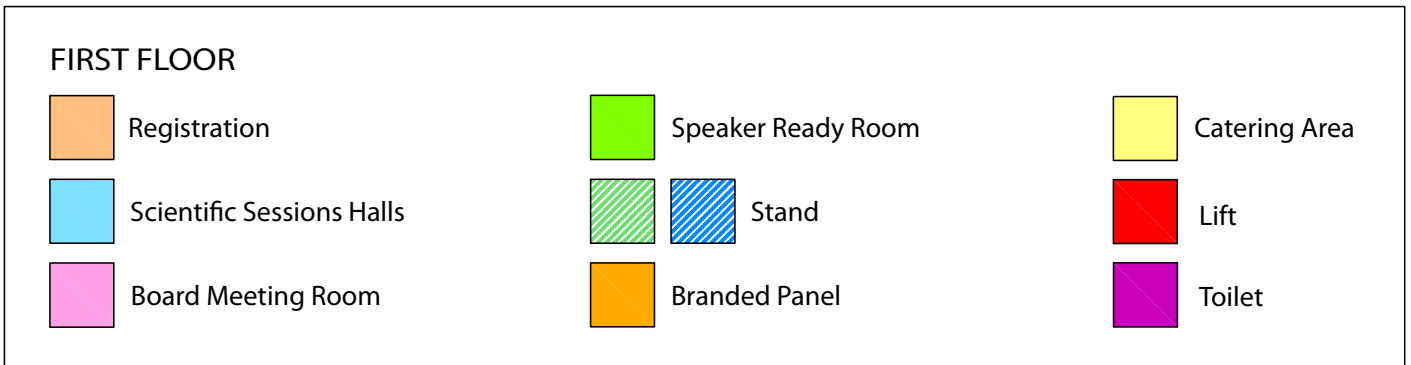 FIRST FLOOR
Registration
Speaker Ready Room
Catering Area
Scientific Sessions Halls
Stand
Lift
Board Meeting Room
Branded Panel
Toilet